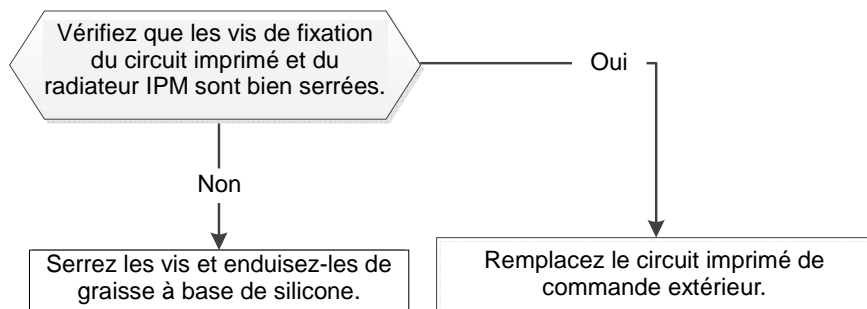 Vérifiez que les vis de fixation
du circuit imprimé et du
radiateur IPM sont bien serrées.
Oui
Non
Serrez les vis et enduisez-les de
graisse à base de silicone.
Remplacez le circuit imprimé de
commande extérieur.